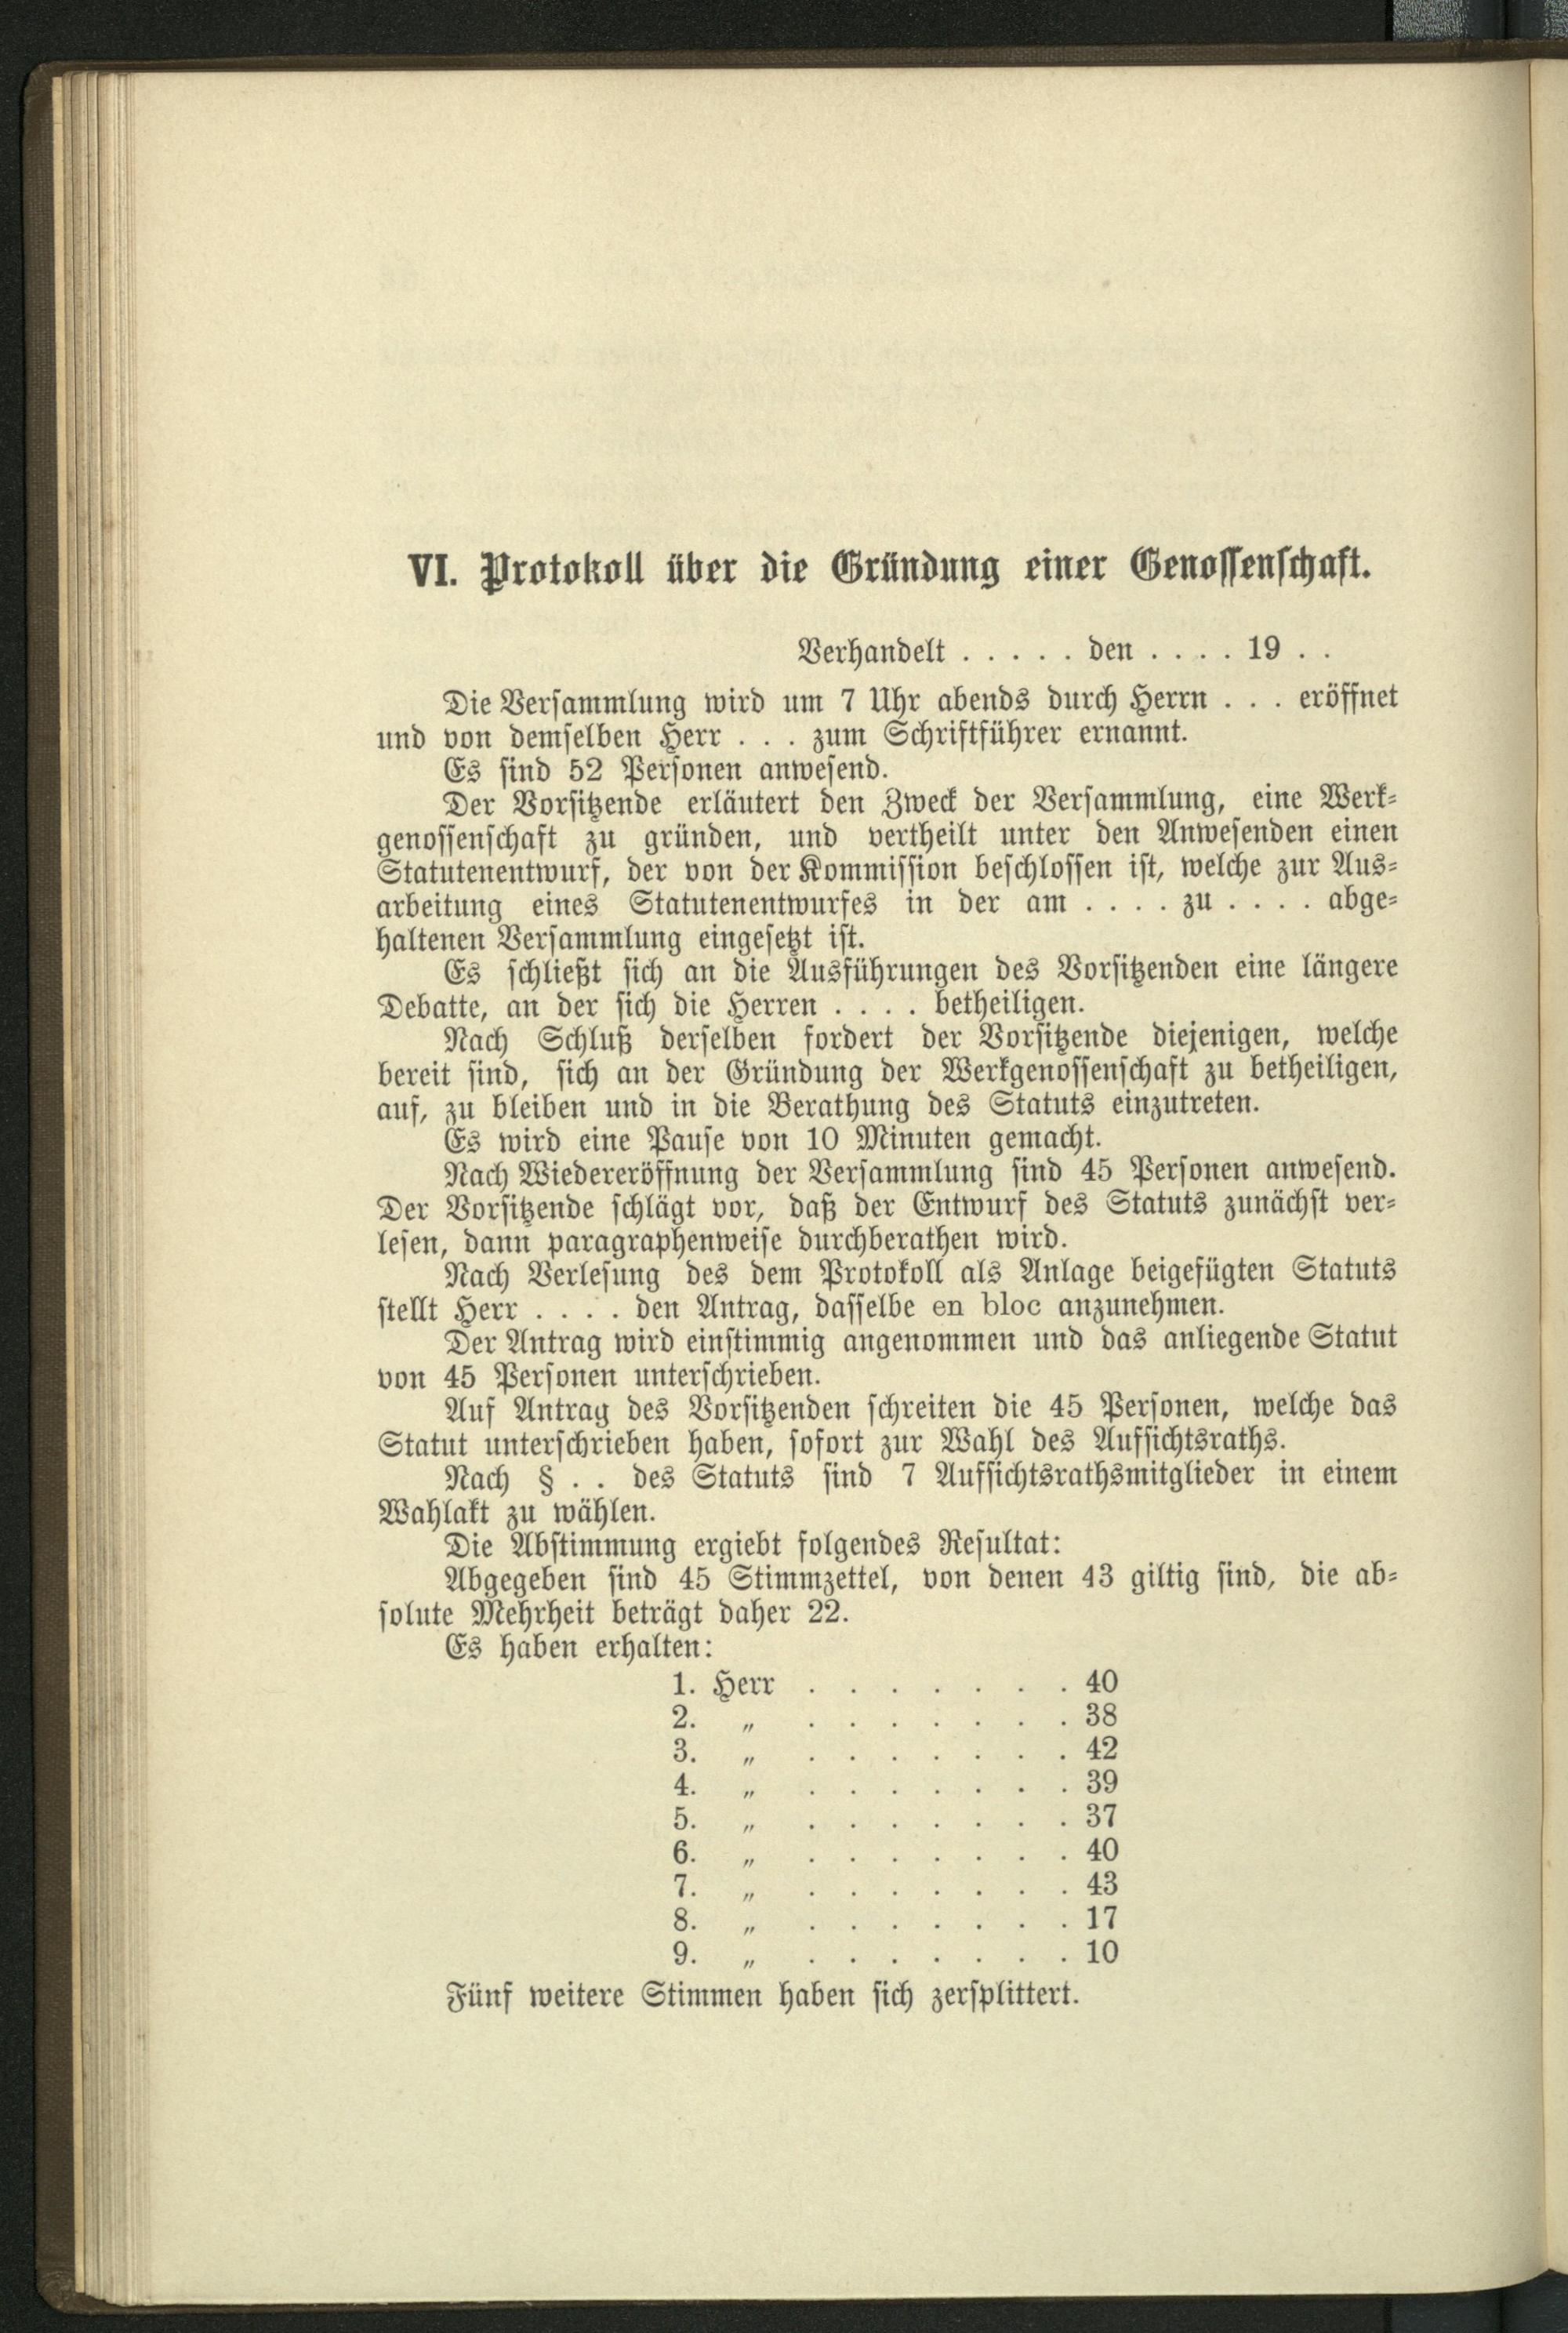 VI. Protokoll über die Gründung einer Genossenschaft.
Verhandelt . . . . . den . . . . 19 . .
Die Versammlung wird um 7 Uhr abends durch Herrn . . . eröffnet
und von demselben Herr . . . zum Schriftführer ernannt.
Es sind 52 Personen anwesend.
Der Vorsitzende erläutert den Zweck der Versammlung, eine Werk-
genossenschaft zu gründen, und vertheilt unter den Anwesenden einen
Statutenentwurf, der von der Kommission beschlossen ist, welche zur Aus-
arbeitung eines Statutenentwurfes in der am . . . . zu . . . . abge-
haltenen Versammlung eingesetzt ist.
Es schließt sich an die Ausführungen des Vorsitzenden eine längere
Debatte, an der sich die Herren . . . . betheiligen.
Nach Schluß derselben fordert der Vorsitzende diejenigen, welche
bereit sind, sich an der Gründung der Werkgenossenschaft zu betheiligen,
auf, zu bleiben und in die Berathung des Statuts einzutreten.
Es wird eine Pause von 10 Minuten gemacht.
Nach Wiedereröffnung der Versammlung sind 45 Personen anwesend.
Der Vorsitzende schlägt vor, daß der Entwurf des Statuts zunächst ver-
lesen, dann paragraphenweise durchberathen wird.
Nach Verlesung des dem Protokoll als Anlage beigefügten Statuts
stellt Herr . . . . den Antrag, dasselbe en bloc anzunehmen.
Der Antrag wird einstimmig angenommen und das anliegende Statut
von 45 Personen unterschrieben.
Auf Antrag des Vorsitzenden schreiten die 45 Personen, welche das
Statut unterschrieben haben, sofort zur Wahl des Aufsichtsraths.
Nach § . . des Statuts sind 7 Aufsichtsrathsmitglieder in einem
Wahlakt zu wählen.
Die Abstimmung ergiebt folgendes Resultat:
Abgegeben sind 45 Stimmzettel, von denen 43 giltig sind, die ab-
solute Mehrheit beträgt daher 22.
Es haben erhalten:
1. Herr . . . . . . . 40
2. „ . . . . . . . 38
3. „ . . . . . . . 42
4. „ . . . . . . . 39
5. „ . . . . . . . 37
6. „ . . . . . . . 40
7. „ . . . . . . . 43
8. „ . . . . . . . 17
9. „ . . . . . . . 10
Fünf weitere Stimmen haben sich zersplittert.